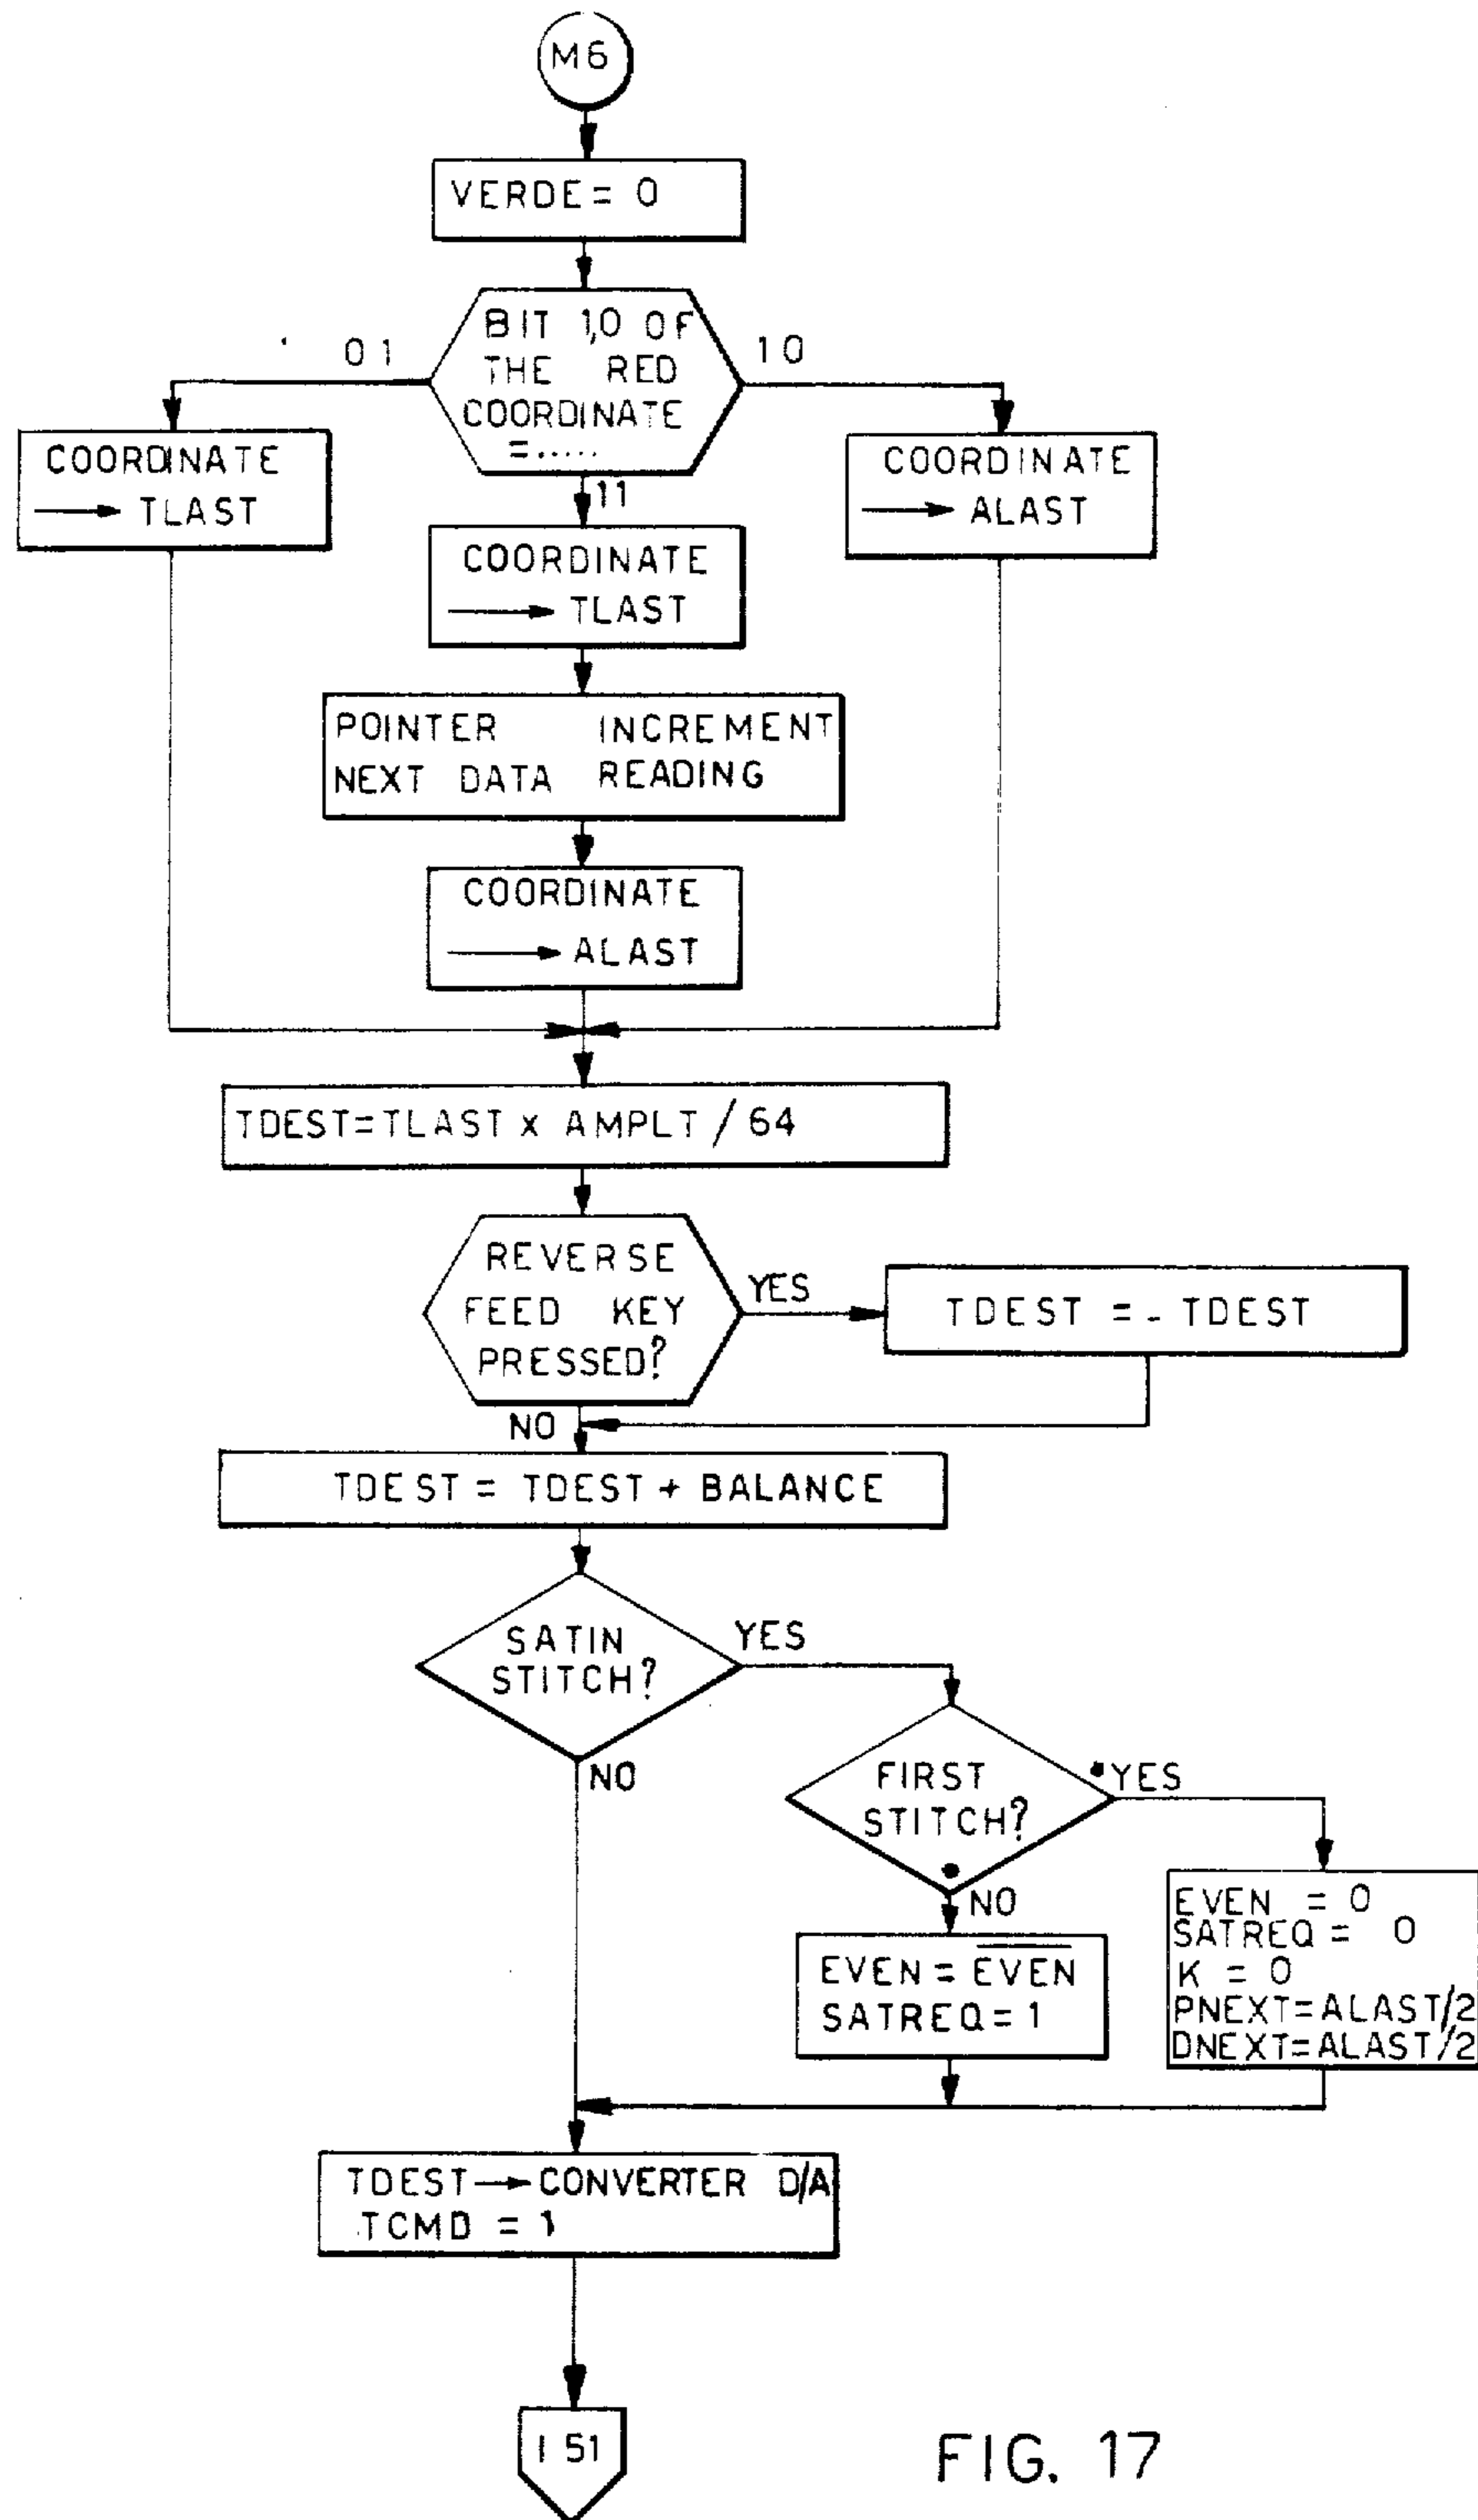 M6
VERDE = 0
BIT 1,0 OF
THE RED
COORDINATE
=.....
01
10
11
COORDINATE
→ TLAST
COORDINATE
→ TLAST
COORDINATE
→ ALAST
POINTER INCREMENT
NEXT DATA READING
COORDINATE
→ ALAST
TDEST=TLAST x AMPLT / 64
REVERSE
FEED KEY
PRESSED?
YES
TDEST = - TDEST
NO
TDEST = TDEST + BALANCE
SATIN
STITCH?
YES
NO
FIRST
STITCH?
YES
NO
EVEN = E̅V̅E̅N̅
SATREQ = 1
EVEN = 0
SATREQ = 0
K = 0
PNEXT=ALAST/2
DNEXT=ALAST/2
TDEST → CONVERTER D/A
TCMD = 1
I51
FIG. 17